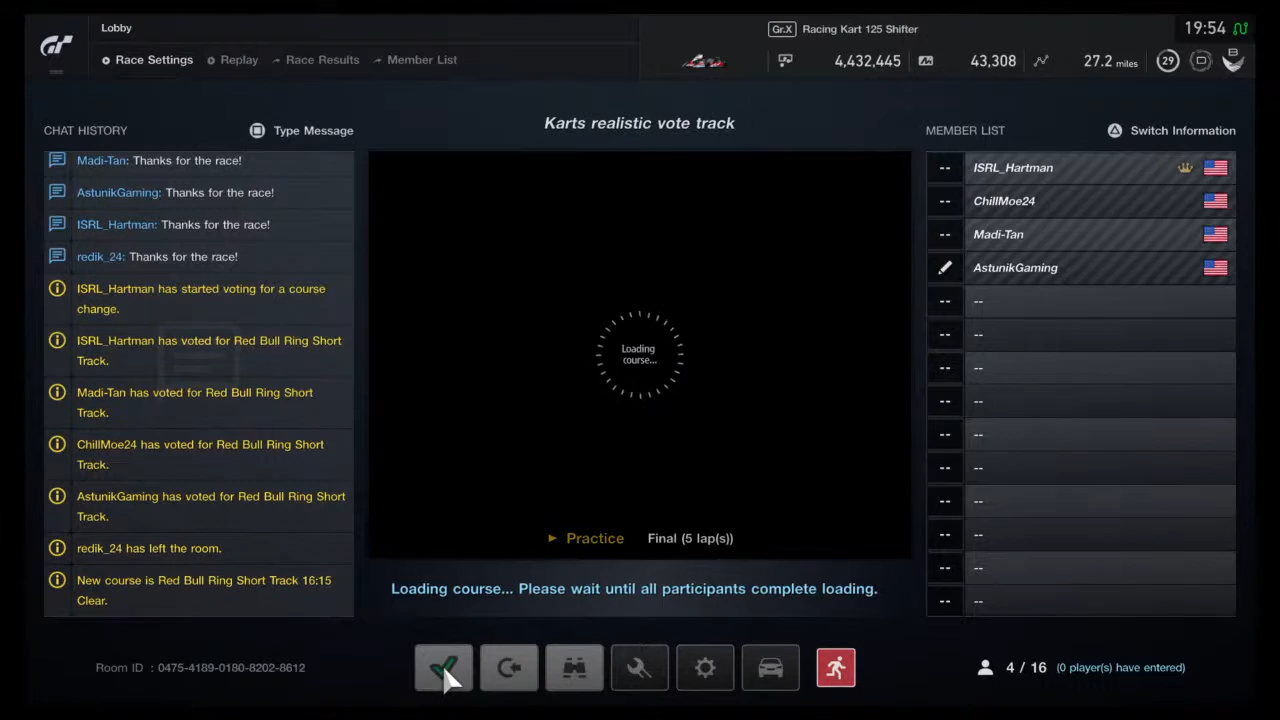 Lobby
Gr.X Racing Kart 125 Shifter
19:54
Race Settings Replay Race Results Member List
4,432,445 43,308 27.2 miles 29 B
CHAT HISTORY Type Message
Karts realistic vote track
MEMBER LIST Switch Information
Madi-Tan: Thanks for the race!
AstunikGaming: Thanks for the race!
ISRL_Hartman: Thanks for the race!
redik_24: Thanks for the race!
ISRL_Hartman has started voting for a course
change.
ISRL_Hartman has voted for Red Bull Ring Short
Track.
Madi-Tan has voted for Red Bull Ring Short
Track.
ChillMoe24 has voted for Red Bull Ring Short
Track.
AstunikGaming has voted for Red Bull Ring Short
Track.
redik_24 has left the room.
New course is Red Bull Ring Short Track 16:15
Clear.
Loading
course...
Practice Final (5 lap(s))
Loading course... Please wait until all participants complete loading.
-- ISRL_Hartman
-- ChillMoe24
-- Madi-Tan
AstunikGaming
-- --
-- --
-- --
-- --
-- --
-- --
-- --
-- --
-- --
-- --
Room ID : 0475-4189-0180-8202-8612
4 / 16 (0 player(s) have entered)